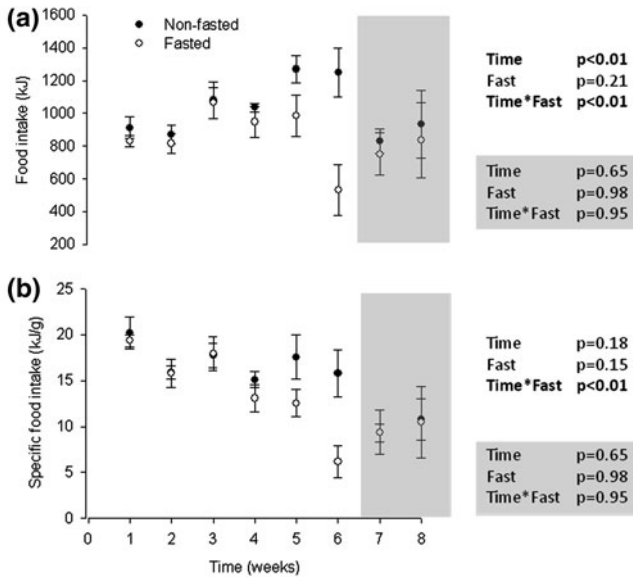 (a)
Non-fasted
Fasted
Food intake (kJ)
1600
1400
1200
1000
800
600
400
200
Time p<0.01
Fast p=0.21
Time*Fast p<0.01
Time p=0.65
Fast p=0.98
Time*Fast p=0.95
(b)
Specific food intake (kJ/g)
25
20
15
10
5
0
0 1 2 3 4 5 6 7 8
Time (weeks)
Time p=0.18
Fast p=0.15
Time*Fast p<0.01
Time p=0.65
Fast p=0.98
Time*Fast p=0.95